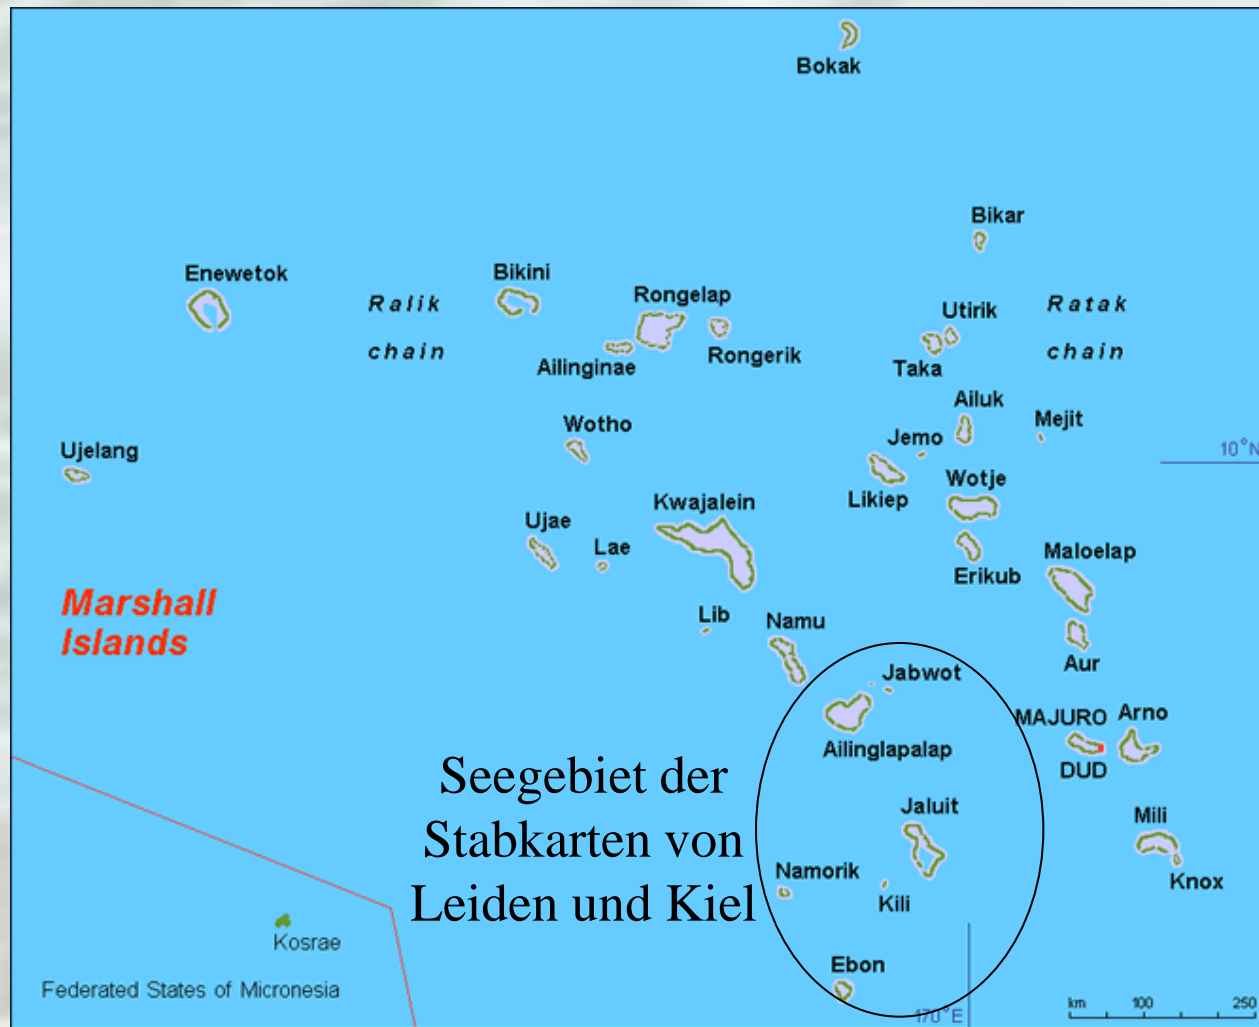 Bokak
Bikar
Enewetok
Bikini
Rongelap
Ralik
chain
Utirik
Ratak
chain
Ailinginae
Rongerik
Taka
Ailuk
Mejit
Wotho
Jemo
Ujelang
10°N
Likiep
Wotje
Kwajalein
Ujae
Lae
Erikub
Maloelap
Marshall
Islands
Lib
Namu
Aur
Jabwot
MAJURO
Arno
Ailinglapalap
DUD
Seegebiet der
Stabkarten von
Leiden und Kiel
Jaluit
Mili
Namorik
Kili
Knox
Kosrae
Ebon
Federated States of Micronesia
170°E
km 100 250